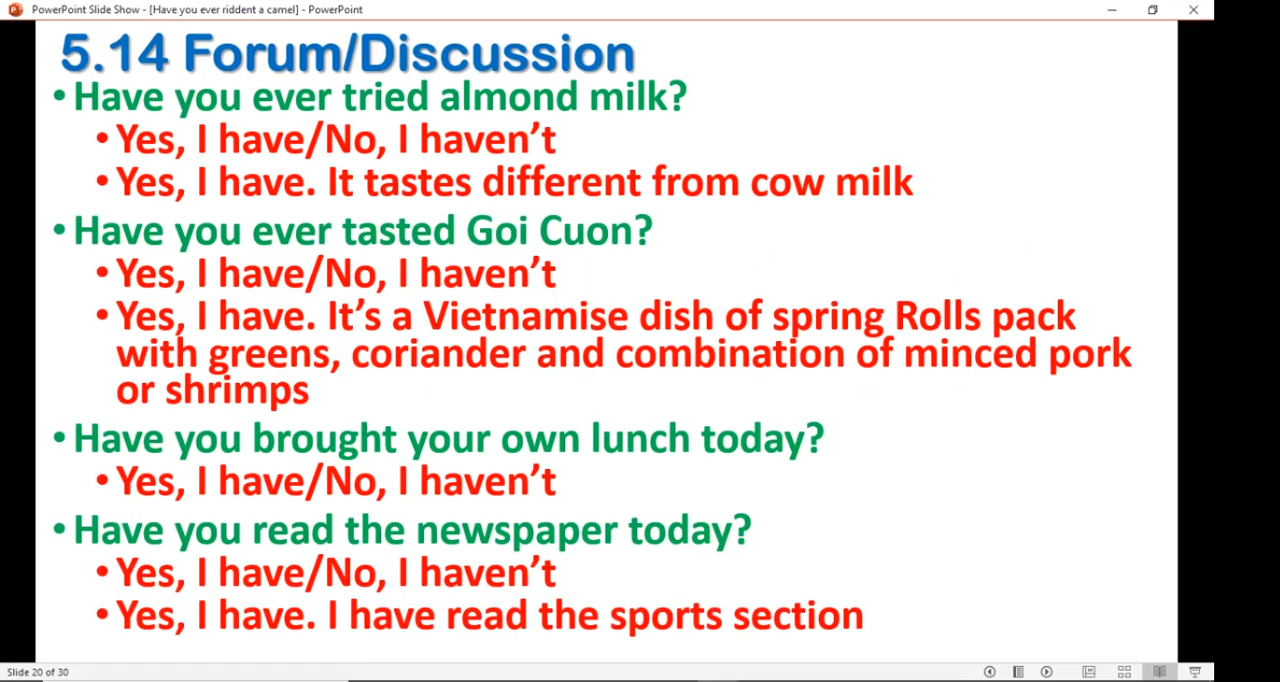 PowerPoint Slide Show - [Have you ever riddent a camel] - PowerPoint
5.14 Forum/Discussion
• Have you ever tried almond milk?
• Yes, I have/No, I haven’t
• Yes, I have. It tastes different from cow milk
• Have you ever tasted Goi Cuon?
• Yes, I have/No, I haven’t
• Yes, I have. It’s a Vietnamise dish of spring Rolls pack
with greens, coriander and combination of minced pork
or shrimps
• Have you brought your own lunch today?
• Yes, I have/No, I haven’t
• Have you read the newspaper today?
• Yes, I have/No, I haven’t
• Yes, I have. I have read the sports section
Slide 20 of 30